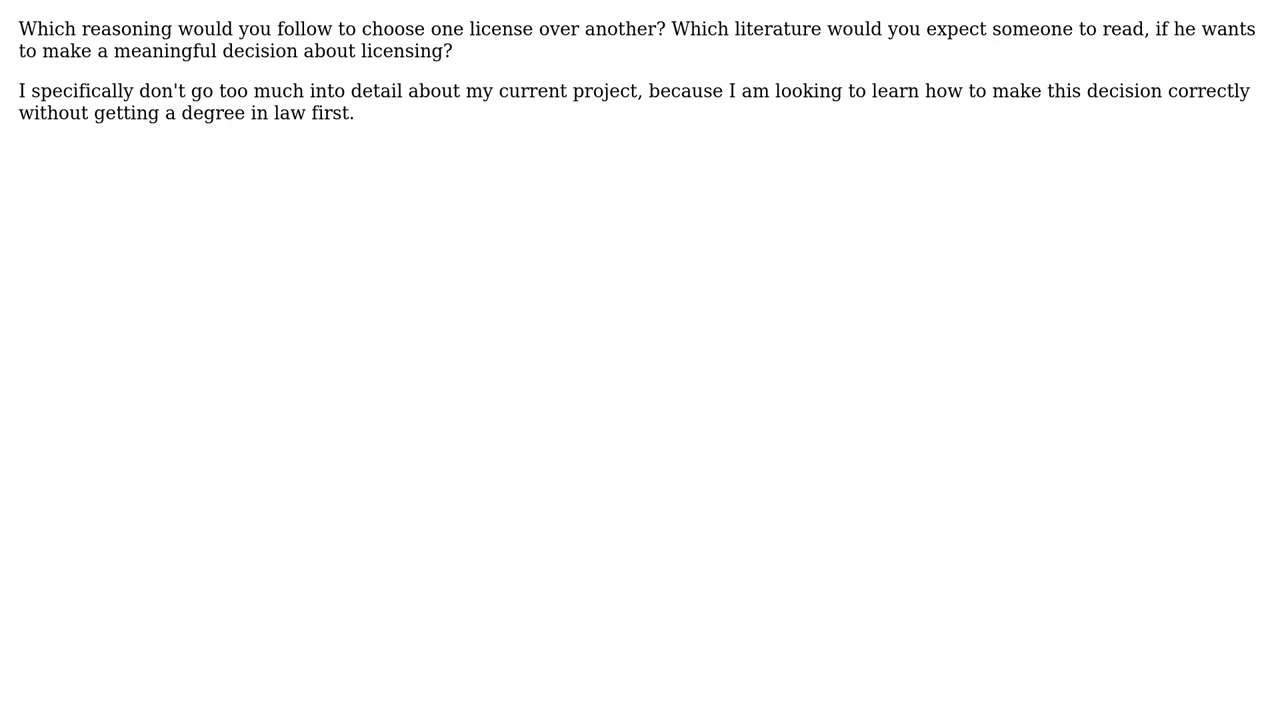 Which reasoning would you follow to choose one license over another? Which literature would you expect someone to read, if he wants
to make a meaningful decision about licensing?
I specifically don't go too much into detail about my current project, because I am looking to learn how to make this decision correctly
without getting a degree in law first.